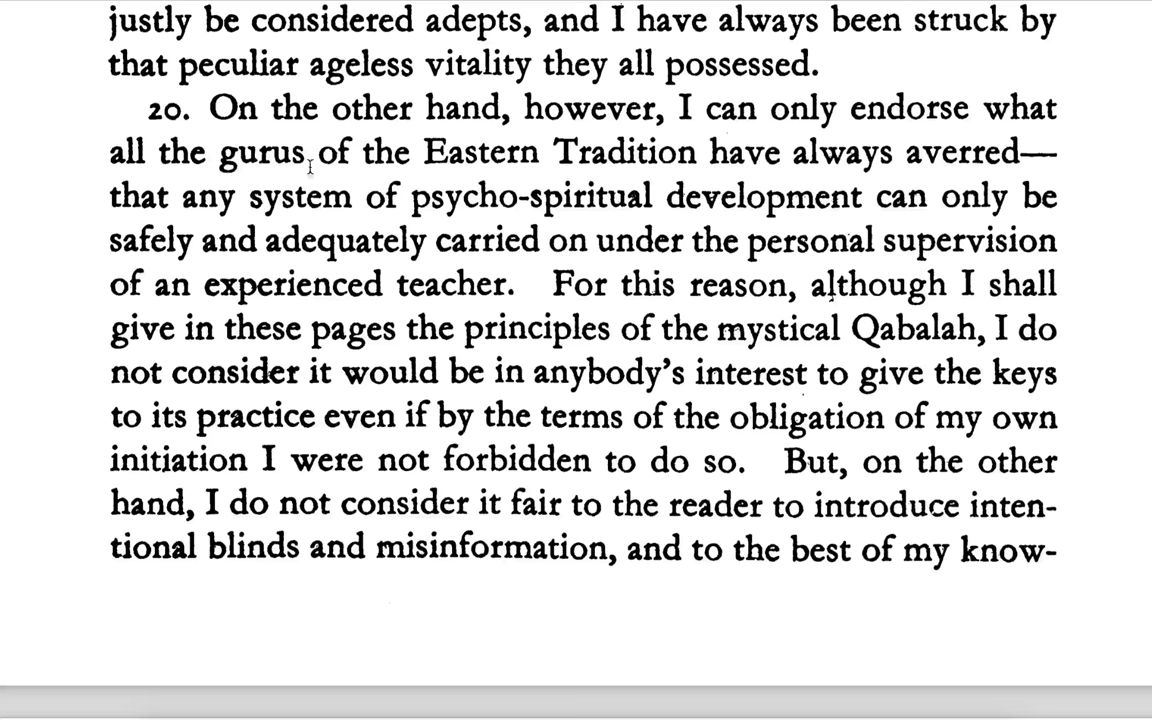 justly be considered adepts, and I have always been struck by
that peculiar ageless vitality they all possessed.
20. On the other hand, however, I can only endorse what
all the gurus of the Eastern Tradition have always averred—
that any system of psycho-spiritual development can only be
safely and adequately carried on under the personal supervision
of an experienced teacher. For this reason, although I shall
give in these pages the principles of the mystical Qabalah, I do
not consider it would be in anybody's interest to give the keys
to its practice even if by the terms of the obligation of my own
initiation I were not forbidden to do so. But, on the other
hand, I do not consider it fair to the reader to introduce inten-
tional blinds and misinformation, and to the best of my know-